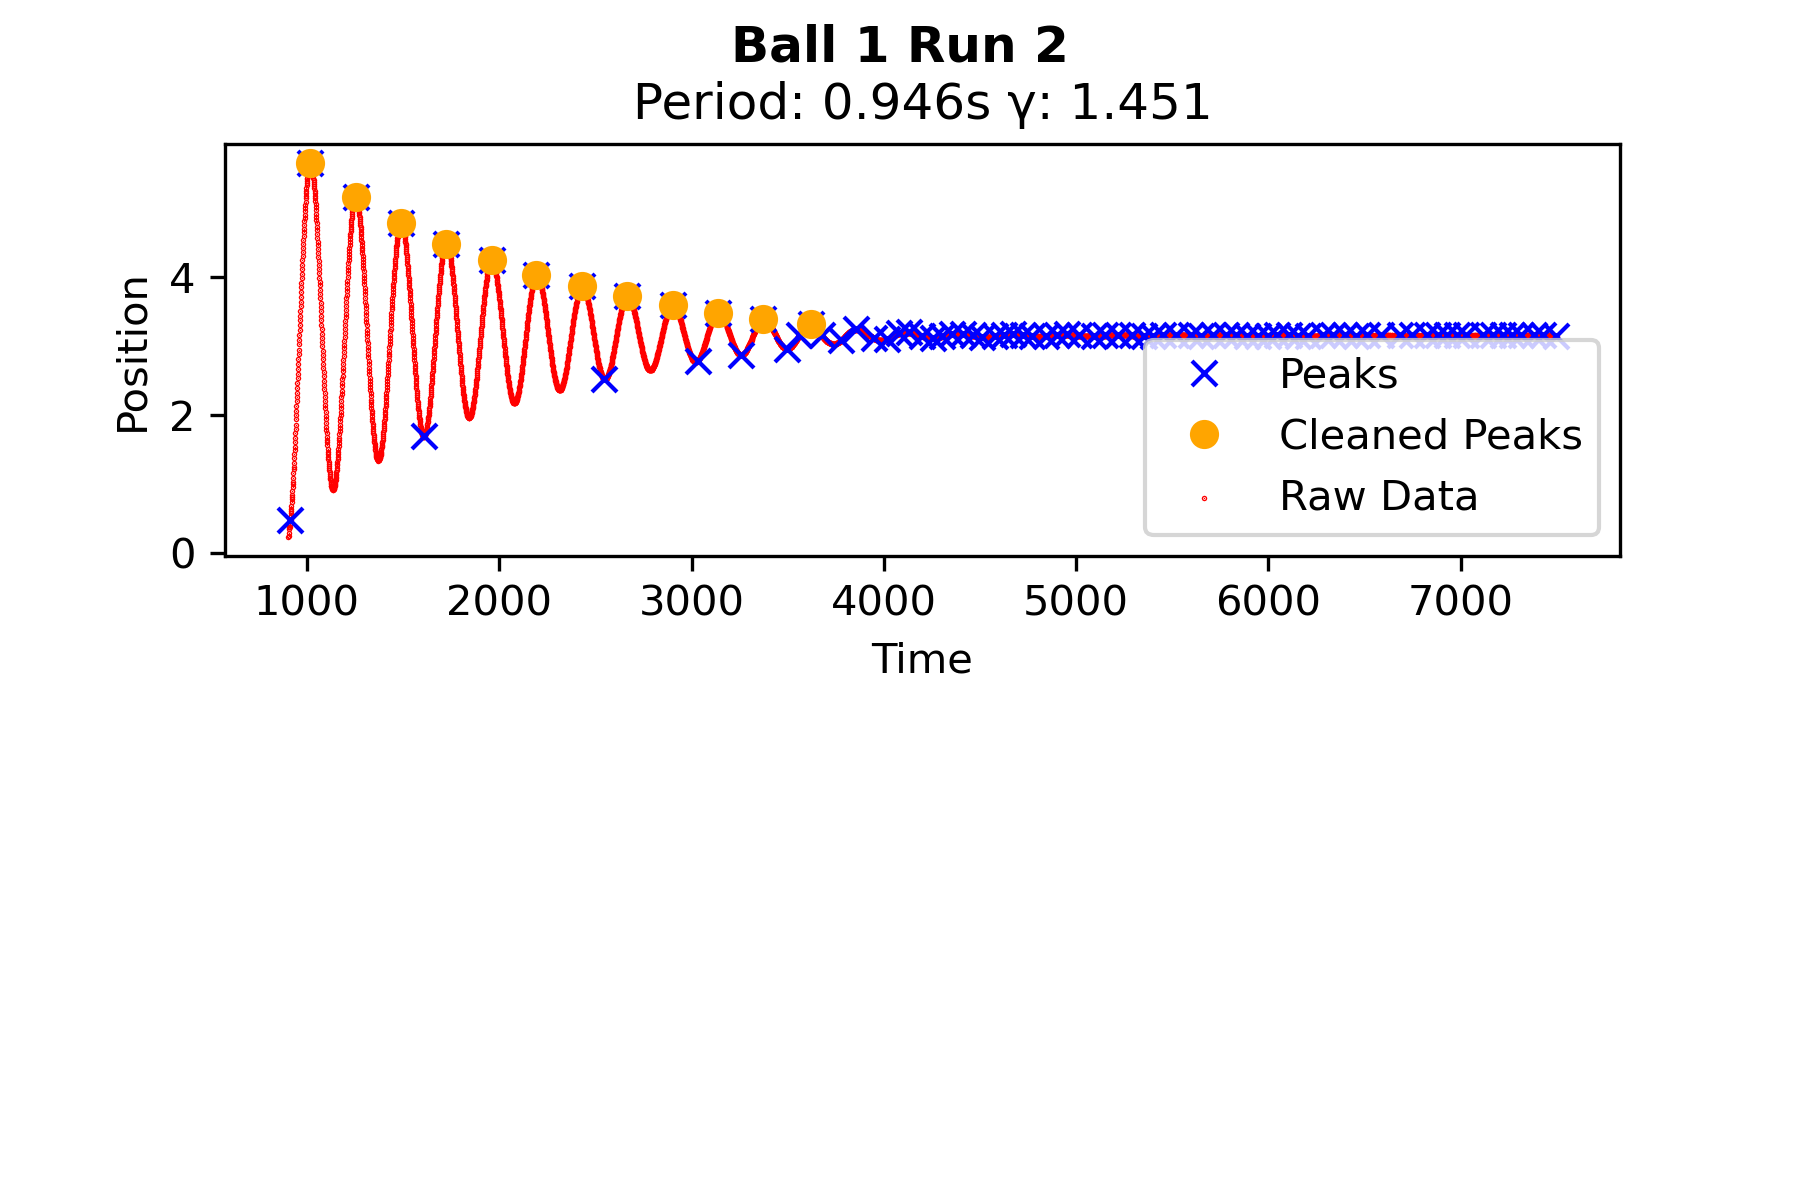 Ball 1 Run 2
Period: 0.946s γ: 1.451
Position
4
2
0
Peaks
Cleaned Peaks
Raw Data
1000 2000 3000 4000 5000 6000 7000
Time